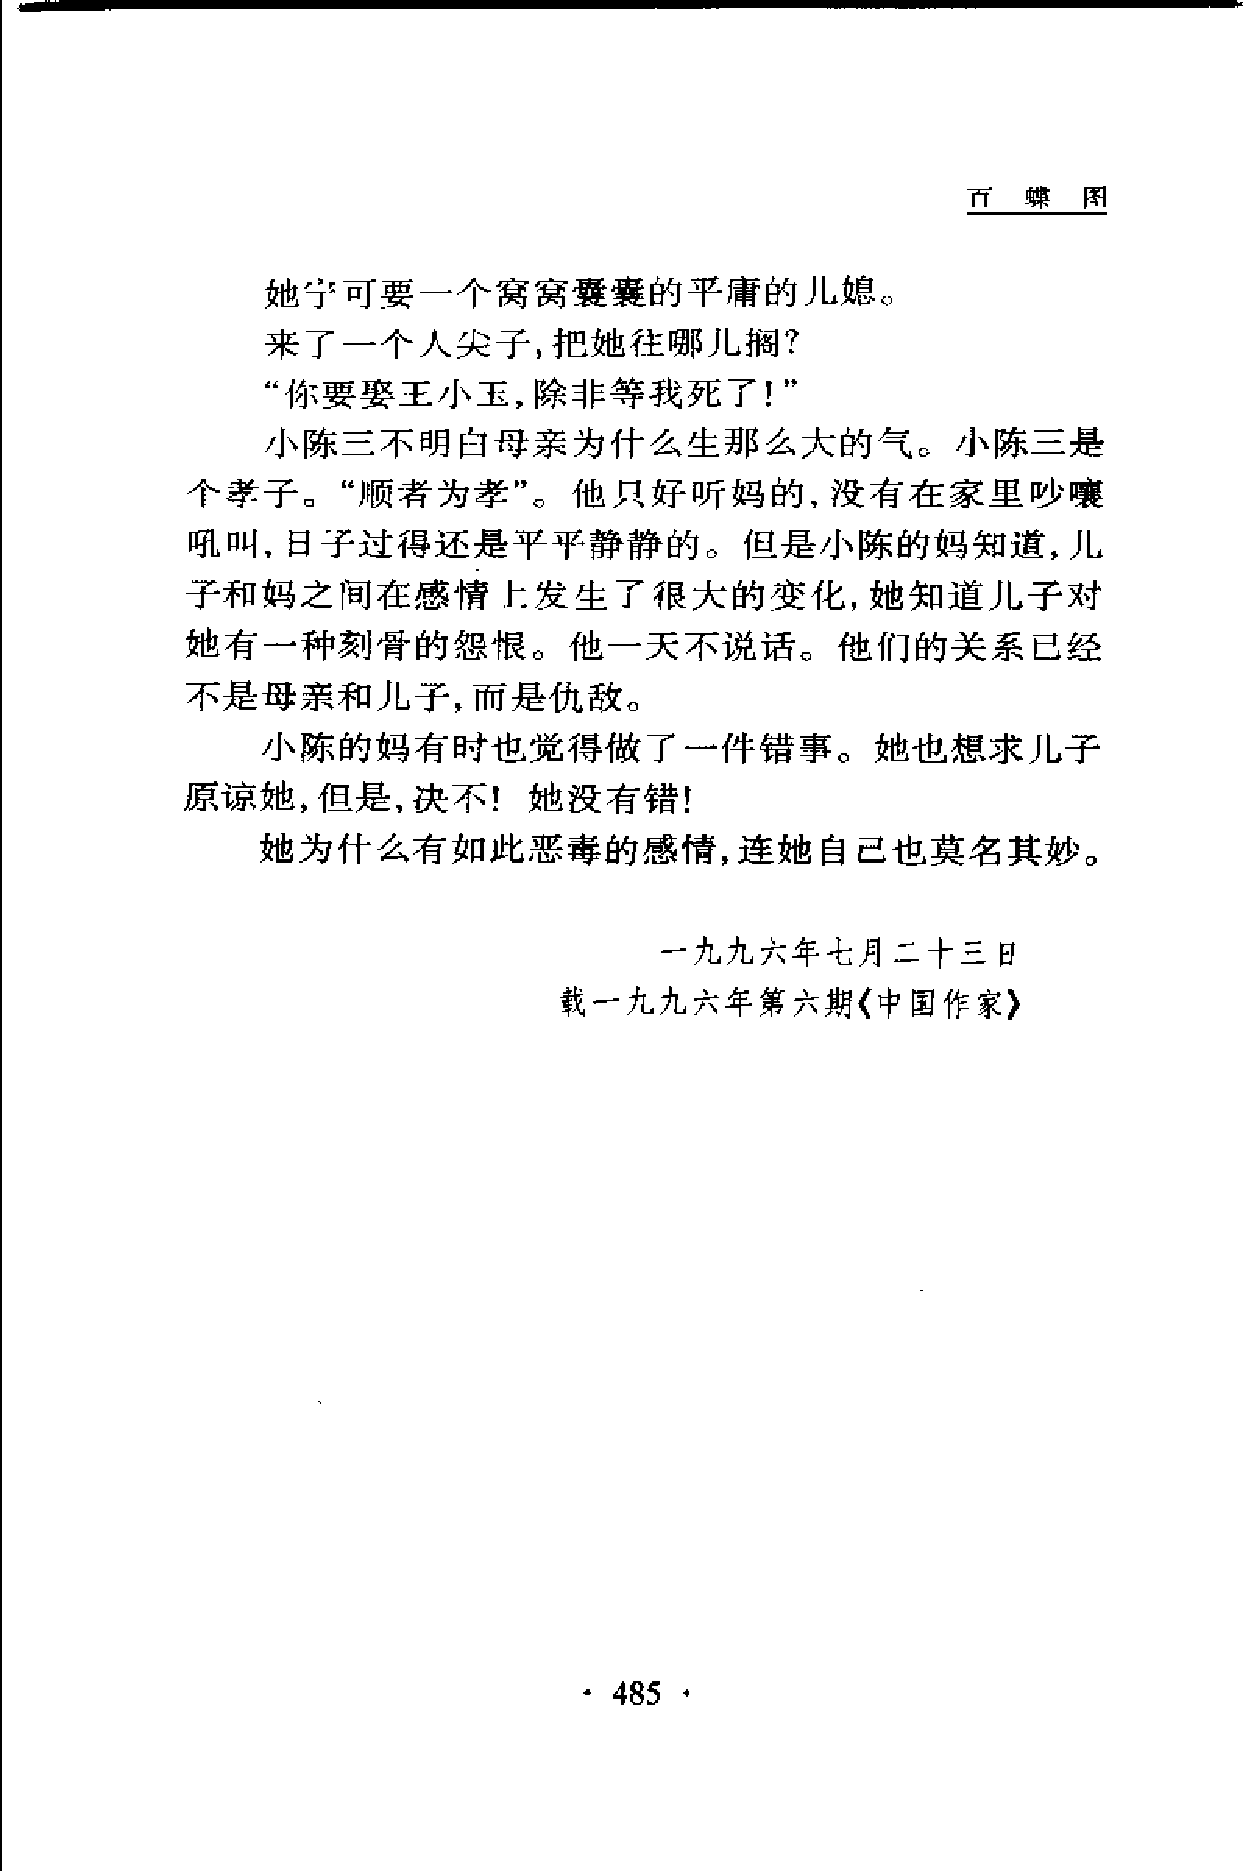 百蝶图
她宁可要一个窝窝囊囊的平庸的儿媳。
来了一个人尖子,把她往哪儿搁?
“你要娶王小玉,除非等我死了!”
小陈三不明白母亲为什么生那么大的气。小陈三是
个孝子。“顺者为孝”。他只好听妈的,没有在家里吵嚷
吼叫,日子过得还是平平静静的。但是小陈的妈知道,儿
子和妈之间在感情上发生了很大的变化,她知道儿子对
她有一种刻骨的怨恨。他一天不说话。他们的关系已经
不是母亲和儿子,而是仇敌。
小陈的妈有时也觉得做了一件错事。她也想求儿子
原谅她,但是,决不!她没有错!
她为什么有如此恶毒的感情,连她自己也莫名其妙。
一九九六年七月二十三日
载一九九六年第六期《中国作家》
· 485 ·